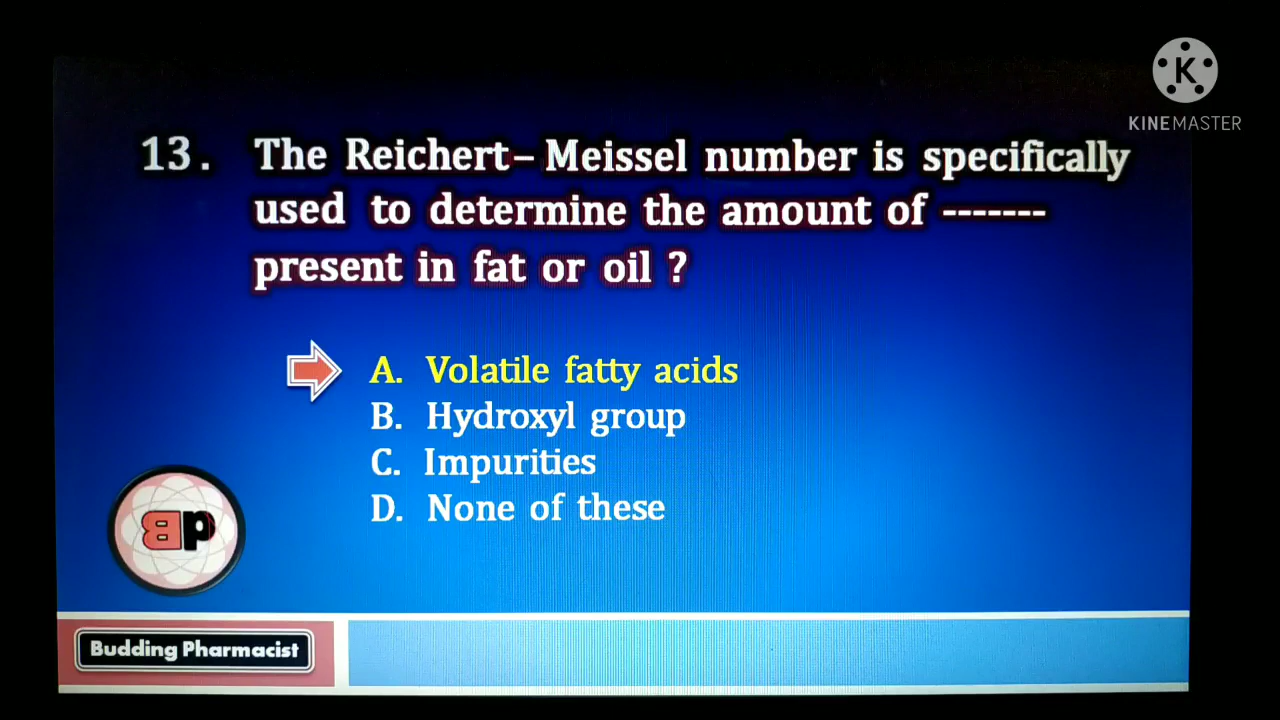 KINEMASTER
13. The Reichert– Meissel number is specifically
used to determine the amount of -------
present in fat or oil ?
A. Volatile fatty acids
B. Hydroxyl group
C. Impurities
D. None of these
Bp
Budding Pharmacist